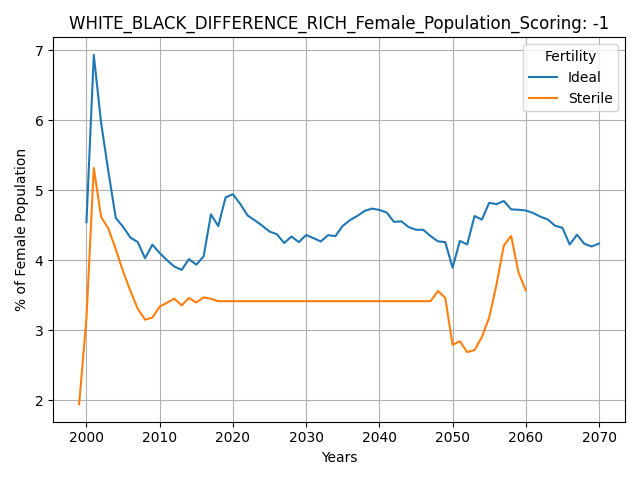 WHITE_BLACK_DIFFERENCE_RICH_Female_Population_Scoring: -1
Fertility
Ideal
Sterile
% of Female Population
7
6
5
4
3
2
2000 2010 2020 2030 2040 2050 2060 2070
Years